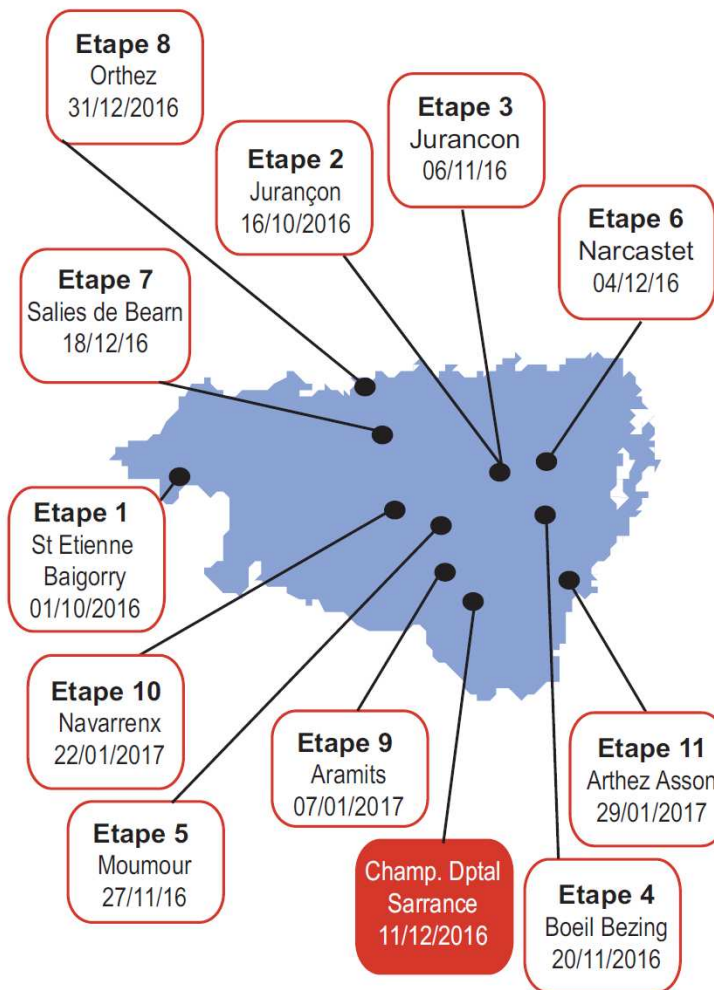 Etape 8
Orthez
31/12/2016
Etape 3
Jurancon
06/11/16
Etape 2
Jurançon
16/10/2016
Etape 6
Narcastet
04/12/16
Etape 7
Salies de Bearn
18/12/16
Etape 1
St Etienne
Baigorry
01/10/2016
Etape 10
Navarrenx
22/01/2017
Etape 9
Aramits
07/01/2017
Etape 11
Arthez Asson
29/01/2017
Etape 5
Moumour
27/11/16
Champ. Dptal
Sarrance
11/12/2016
Etape 4
Boeil Bezing
20/11/2016